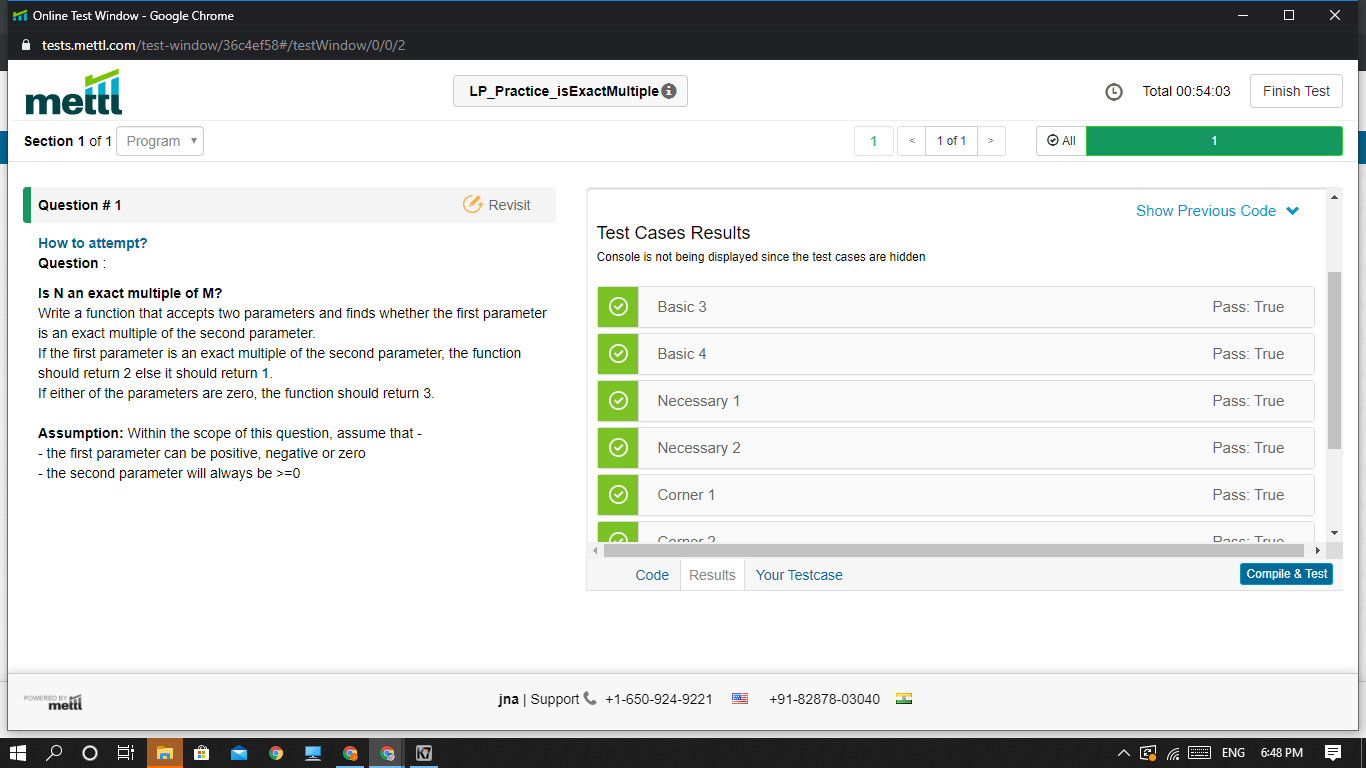 Online Test Window - Google Chrome
tests.mettl.com/test-window/36c4ef58#/testWindow/0/0/2
mettl
LP_Practice_isExactMultiple
Total 00:54:03
Finish Test
Section 1 of 1
Program
1
<
1 of 1
>
All
1
Question # 1
Revisit
How to attempt?
Question :
Is N an exact multiple of M?
Write a function that accepts two parameters and finds whether the first parameter
is an exact multiple of the second parameter.
If the first parameter is an exact multiple of the second parameter, the function
should return 2 else it should return 1.
If either of the parameters are zero, the function should return 3.
Assumption: Within the scope of this question, assume that -
- the first parameter can be positive, negative or zero
- the second parameter will always be >=0
Show Previous Code
Test Cases Results
Console is not being displayed since the test cases are hidden
Basic 3 Pass: True
Basic 4 Pass: True
Necessary 1 Pass: True
Necessary 2 Pass: True
Corner 1 Pass: True
Corner 2 Pass: True
Code Results Your Testcase
Compile & Test
POWERED BY mettl
jna | Support +1-650-924-9221 +91-82878-03040
ENG 6:48 PM